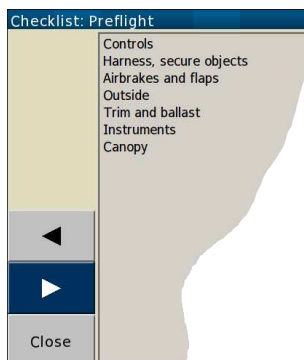 Checklist: Preflight
Controls
Harness, secure objects
Airbrakes and flaps
Outside
Trim and ballast
Instruments
Canopy
Close